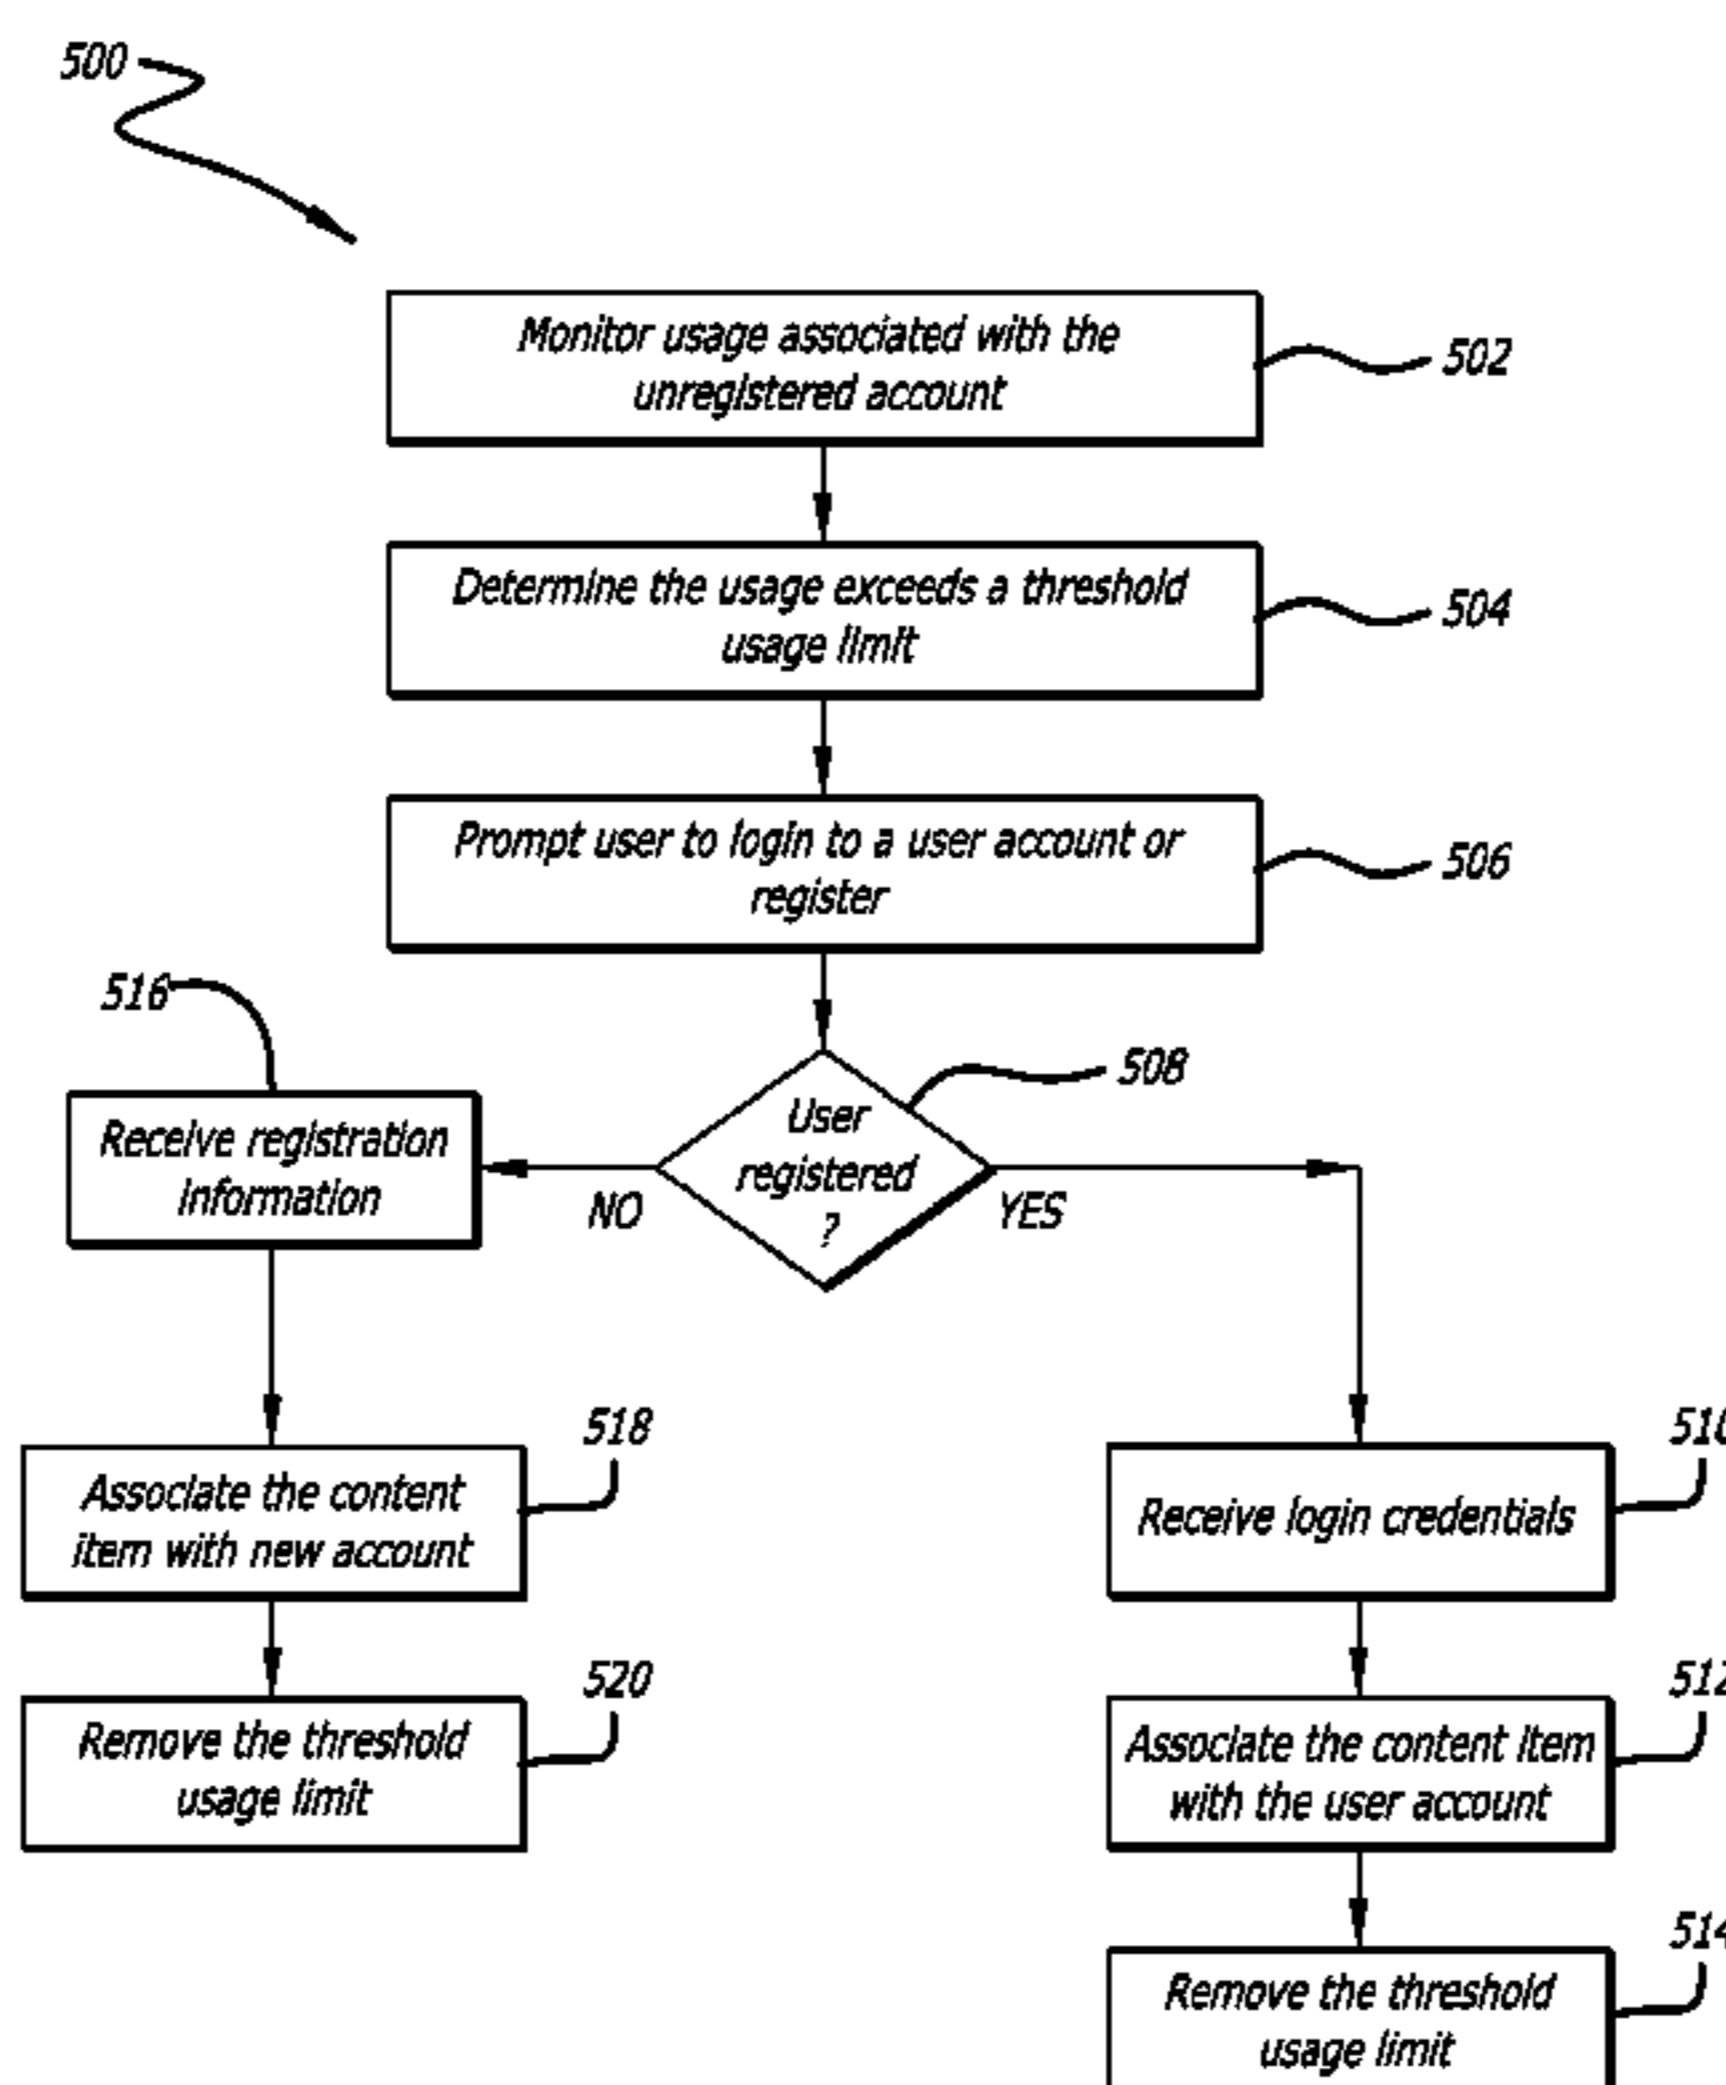 500
Monitor usage associated with the
unregistered account
502
Determine the usage exceeds a threshold
usage limit
504
Prompt user to login to a user account or
register
506
516
508
User
registered
?
Receive registration
information
NO
YES
518
510
Associate the content
item with new account
Receive login credentials
520
512
Remove the threshold
usage limit
Associate the content item
with the user account
514
Remove the threshold
usage limit